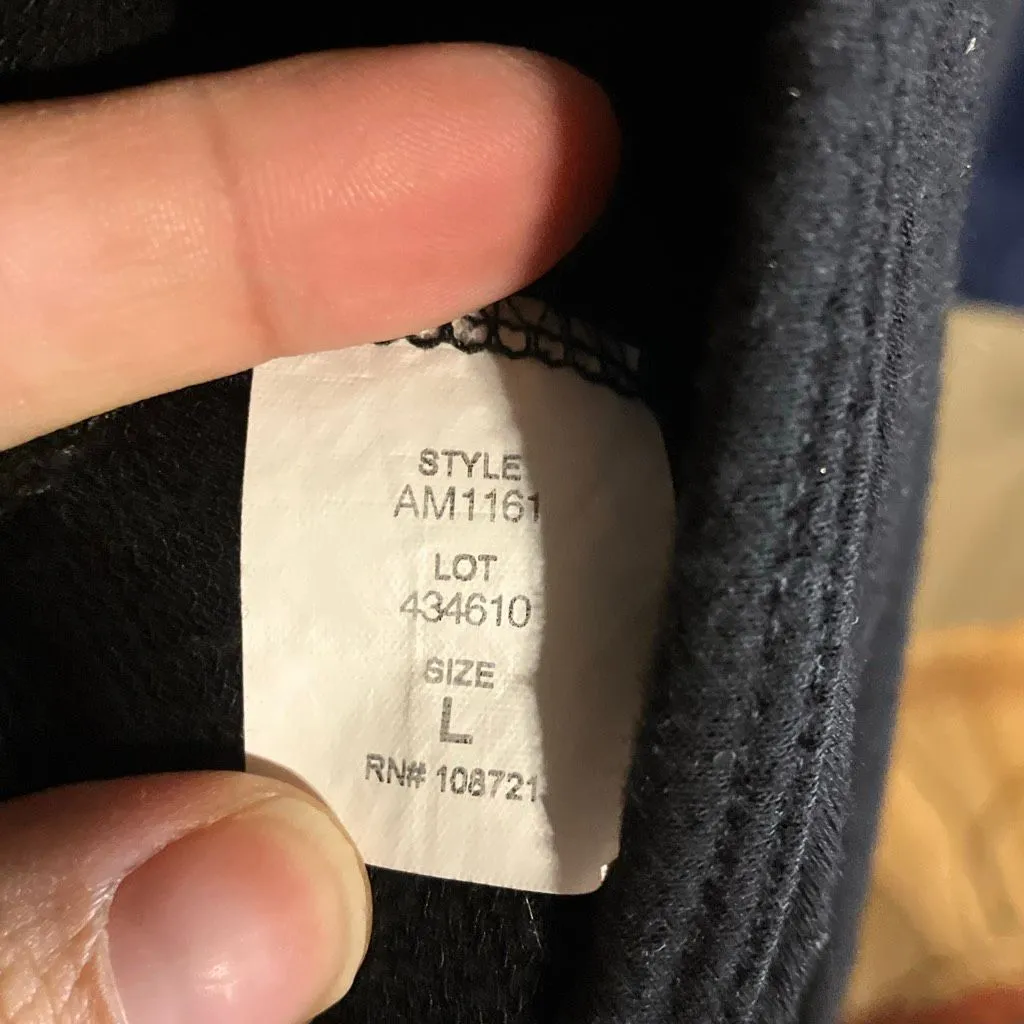 STYLE
AM1161
LOT
434610
SIZE
L
RN# 108721